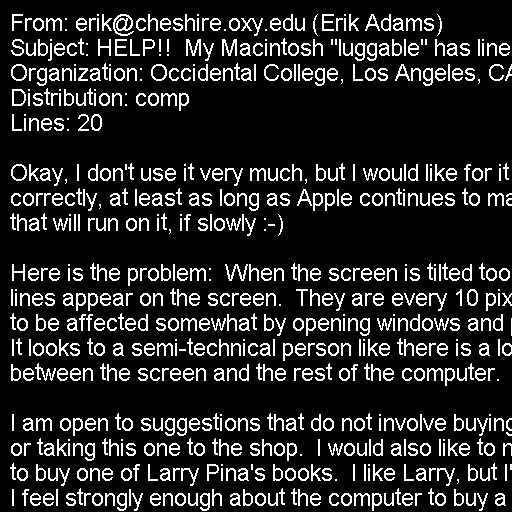 From: erik@cheshire.oxy.edu (Erik Adams)
Subject: HELP!!  My Macintosh "luggable" has line
Organization: Occidental College, Los Angeles, CA
Distribution: comp
Lines: 20

Okay, I don't use it very much, but I would like for it
correctly, at least as long as Apple continues to ma
that will run on it, if slowly :-)

Here is the problem:  When the screen is tilted too
lines appear on the screen.  They are every 10 pix
to be affected somewhat by opening windows and
It looks to a semi-technical person like there is a lo
between the screen and the rest of the computer.

I am open to suggestions that do not involve buying
or taking this one to the shop.  I would also like to n
to buy one of Larry Pina's books.  I like Larry, but I'
I feel strongly enough about the computer to buy a